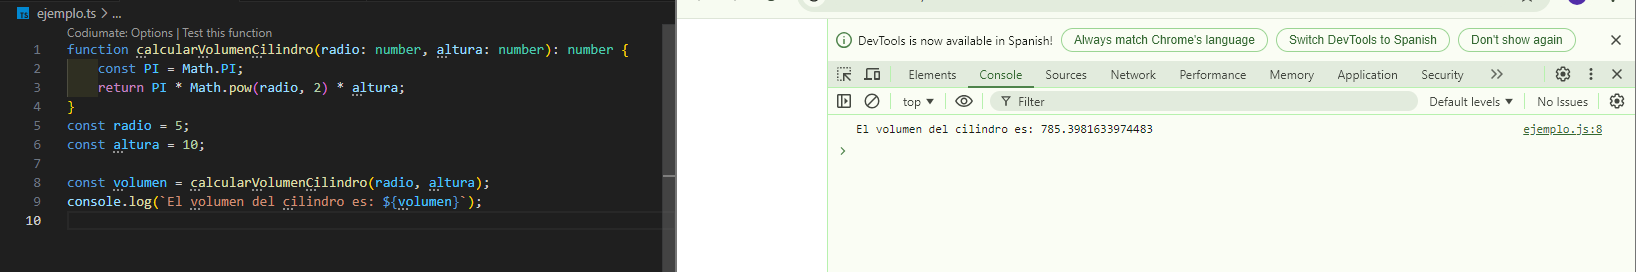 TS ejemplo.ts > ...
Codiumate: Options | Test this function
1 function calcularVolumenCilindro(radio: number, altura: number): number {
2 const PI = Math.PI;
3 return PI * Math.pow(radio, 2) * altura;
4 }
5 const radio = 5;
6 const altura = 10;
7
8 const volumen = calcularVolumenCilindro(radio, altura);
9 console.log(`El volumen del cilindro es: ${volumen}`);
10
DevTools is now available in Spanish! Always match Chrome's language Switch DevTools to Spanish Don't show again
Elements Console Sources Network Performance Memory Application Security
top Filter Default levels No Issues
El volumen del cilindro es: 785.3981633974483 ejemplo.js:8